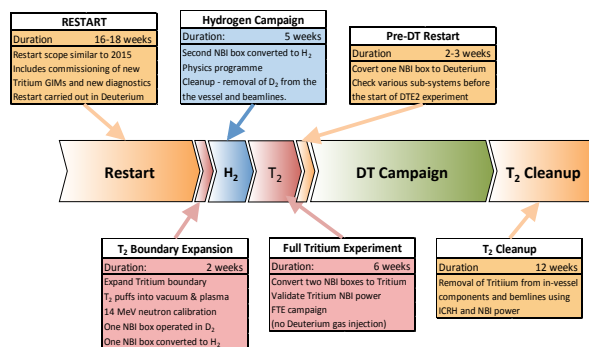 RESTART
Duration 16-18 weeks
Restart scope similar to 2015
Includes commissioning of new
Tritium GIMs and new diagnostics
Restart carried out in Deuterium
Hydrogen Campaign
Duration: 5 weeks
Second NBI box converted to H₂
Physics programme
Cleanup - removal of D₂ from the
the vessel and beamlines.
Pre-DT Restart
Duration 2-3 weeks
Covert one NBI box to Deuterium
Check various sub-systems before
the start of DTE2 experiment
Restart
H₂
T₂
DT Campaign
T₂ Cleanup
T₂ Boundary Expansion
Duration: 2 weeks
Expand Tritium boundary
T₂ puffs into vacuum & plasma
14 MeV neutron calibration
One NBI box operated in D₂
One NBI box converted to H₂
Full Tritium Experiment
Duration: 6 weeks
Convert two NBI boxes to Tritium
Validate Tritium NBI power
FTE campaign
(no Deuterium gas injection)
T₂ Cleanup
Duration: 12 weeks
Removal of Tritiium from in-vessel
components and bemlines using
ICRH and NBI power